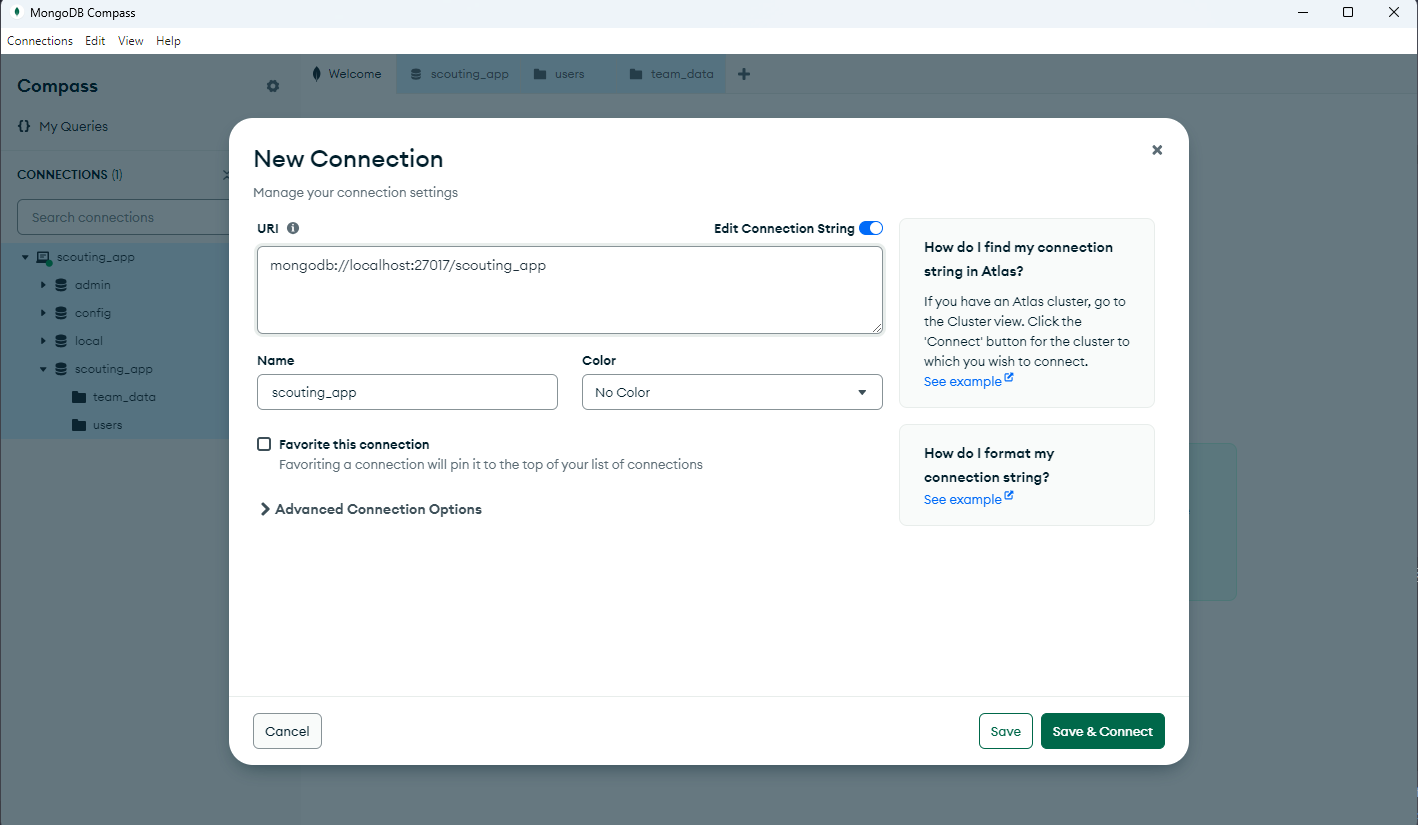 MongoDB Compass
Connections Edit View Help
Compass
Welcome scouting_app users team_data
{} My Queries
CONNECTIONS (1)
Search connections
scouting_app
admin
config
local
scouting_app
team_data
users
New Connection
Manage your connection settings
URI Edit Connection String
mongodb://localhost:27017/scouting_app
Name Color
scouting_app No Color
Favorite this connection
Favoriting a connection will pin it to the top of your list of connections
Advanced Connection Options
How do I find my connection
string in Atlas?
If you have an Atlas cluster, go to
the Cluster view. Click the
'Connect' button for the cluster to
which you wish to connect.
See example
How do I format my
connection string?
See example
Cancel Save Save & Connect